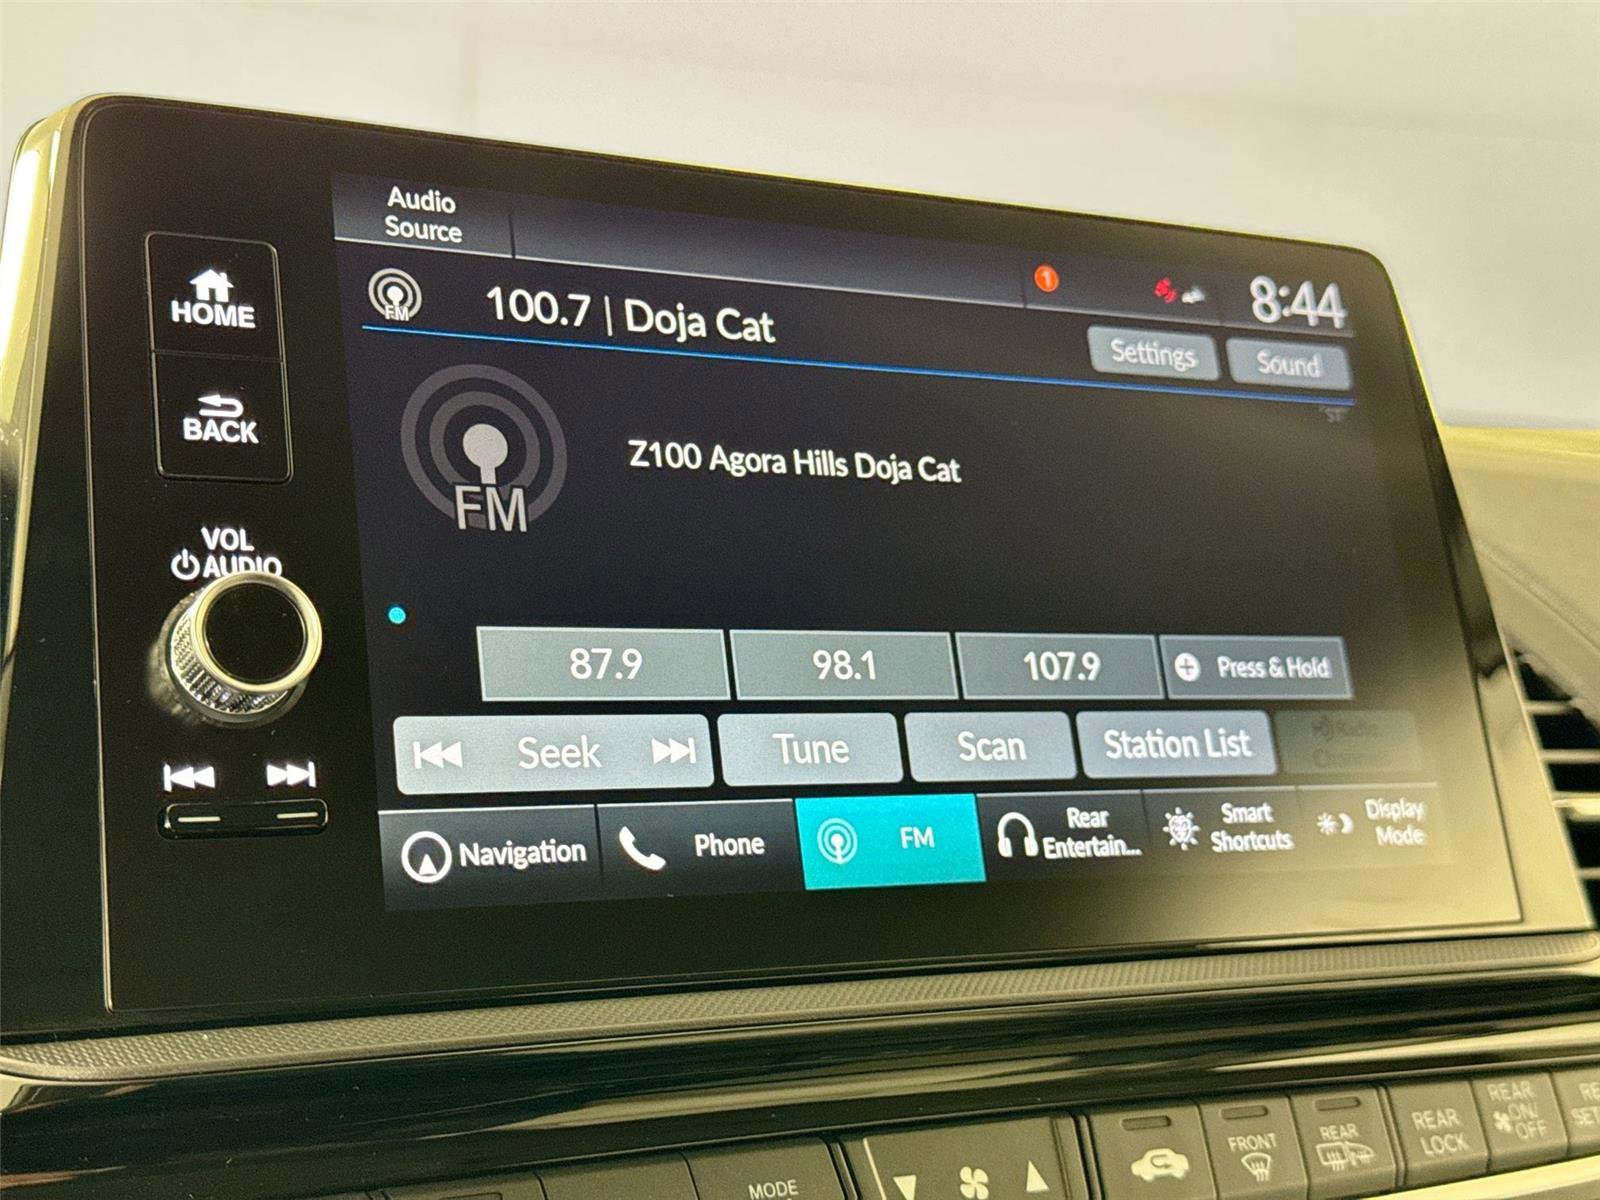 Audio
Source
1
8:44
FM
100.7 | Doja Cat
Settings
Sound
HOME
BACK
FM
Z100 Agora Hills Doja Cat
VOL
AUDIO
87.9
98.1
107.9
+ Press & Hold
Seek
Tune
Scan
Station List
Navigation
Phone
FM
Rear
Entertain...
Smart
Shortcuts
Display
Mode
MODE
FRONT
REAR
REAR
LOCK
REAR
ON/
OFF